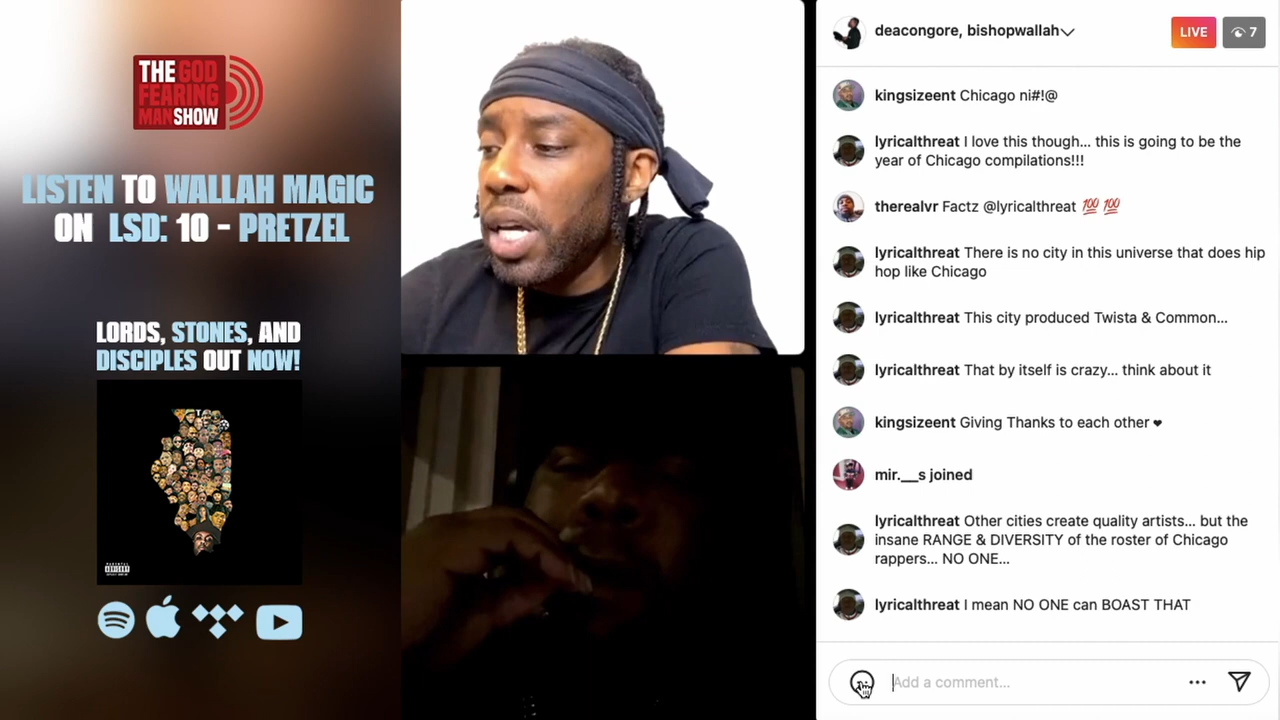 THE GOD
FEARING
MAN SHOW
LISTEN TO WALLAH MAGIC
ON LSD: 10 - PRETZEL
LORDS, STONES, AND
DISCIPLES OUT NOW!
PARENTAL
ADVISORY
deacongore, bishopwallah
LIVE
7
kingsizeent Chicago ni#!@
lyricalthreat I love this though... this is going to be the
year of Chicago compilations!!!
therealvr Factz @lyricalthreat 💯 💯
lyricalthreat There is no city in this universe that does hip
hop like Chicago
lyricalthreat This city produced Twista & Common...
lyricalthreat That by itself is crazy... think about it
kingsizeent Giving Thanks to each other ❤
mir.__s joined
lyricalthreat Other cities create quality artists... but the
insane RANGE & DIVERSITY of the roster of Chicago
rappers... NO ONE...
lyricalthreat I mean NO ONE can BOAST THAT
Add a comment...